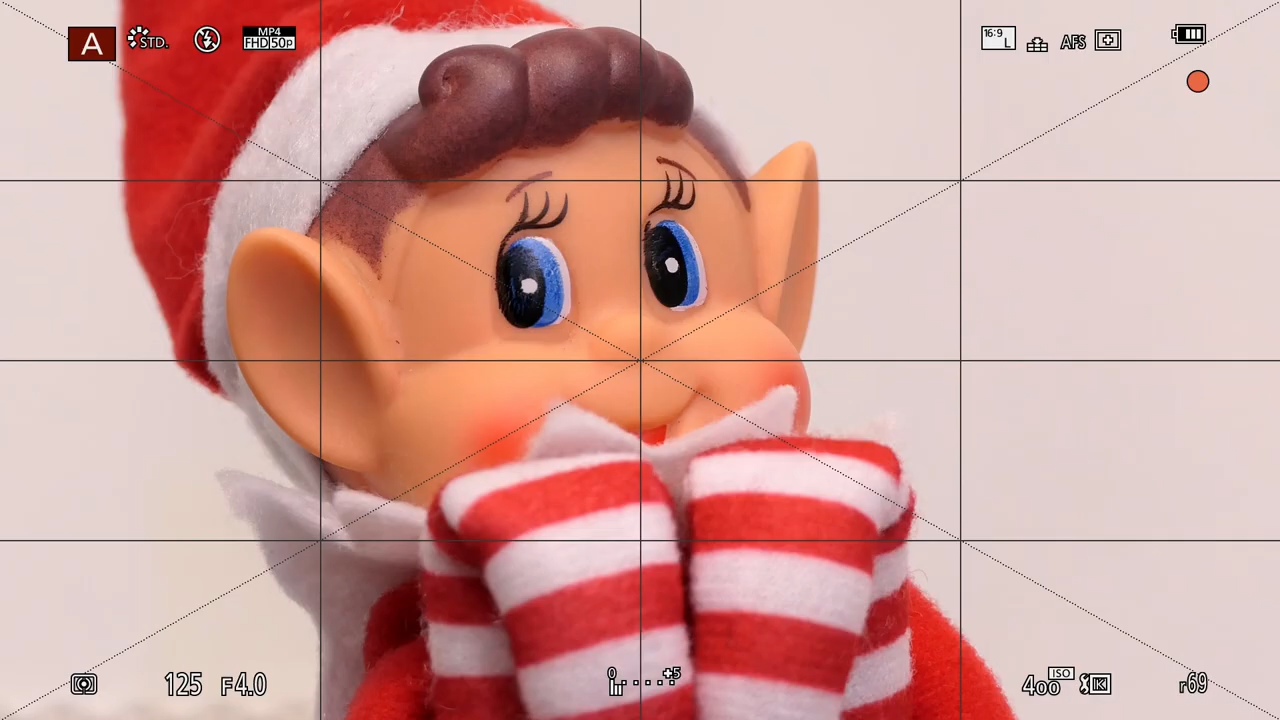 A
STD.
MP4
FHD 50p
16:9
L
AFS
125
F4.0
0
+5
400
ISO
K
r69